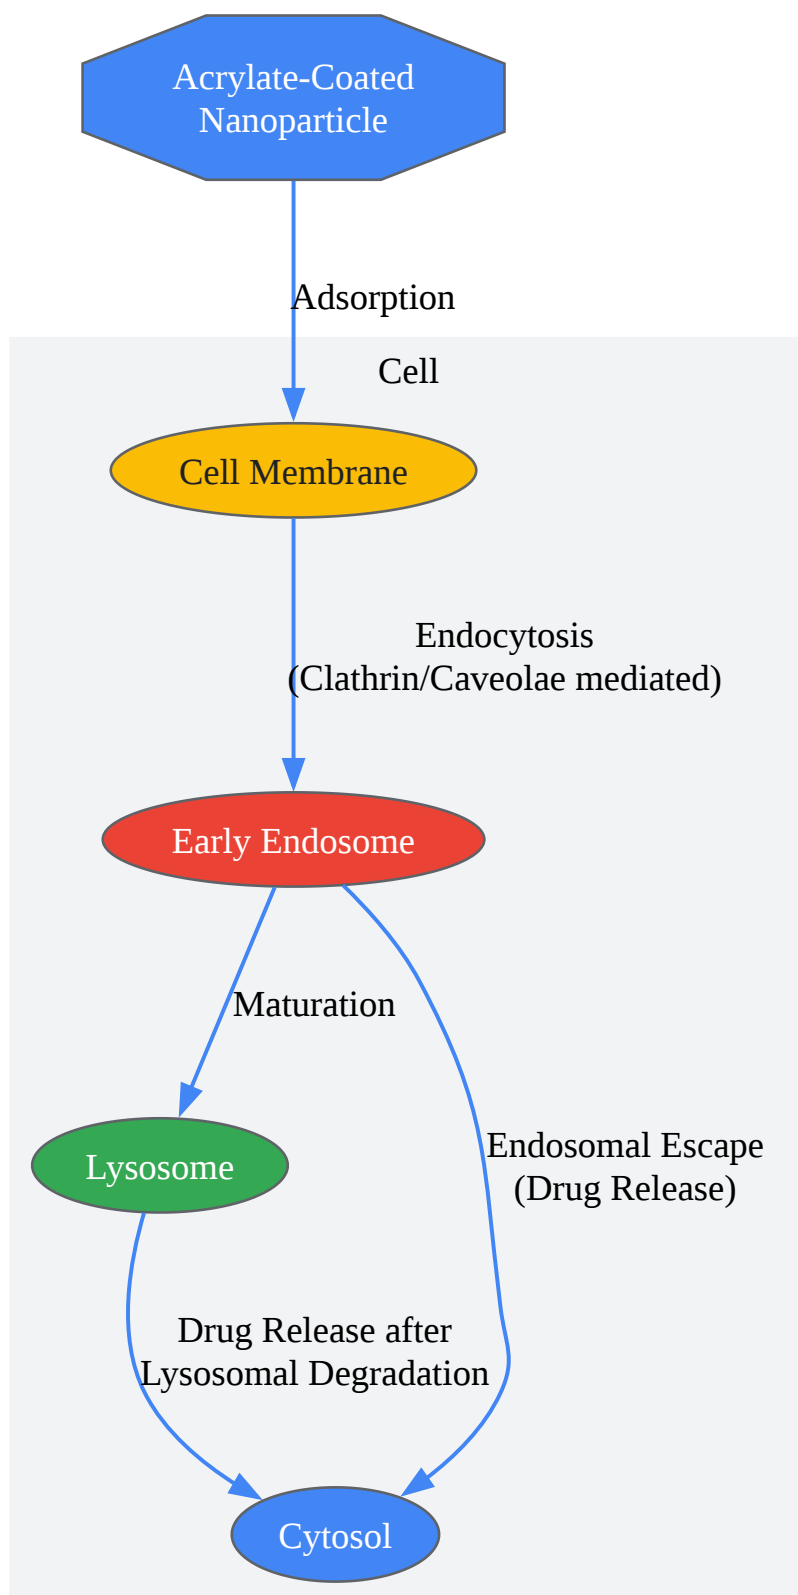 Acrylate-Coated
Nanoparticle
Adsorption
Cell
Cell Membrane
Endocytosis
(Clathrin/Caveolae mediated)
Early Endosome
Maturation
Endosomal Escape
(Drug Release)
Lysosome
Drug Release after
Lysosomal Degradation
Cytosol